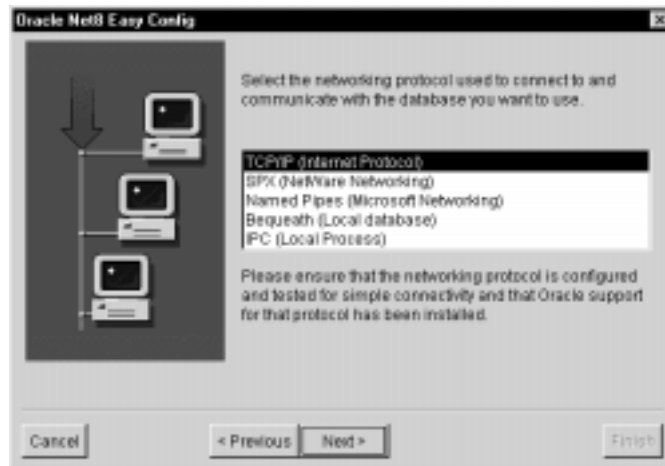 Oracle Net8 Easy Config
Select the networking protocol used to connect to and
communicate with the database you want to use.
TCP/IP (Internet Protocol)
SPX (NetWare Networking)
Named Pipes (Microsoft Networking)
Bequeath (Local database)
IPC (Local Process)
Please ensure that the networking protocol is configured
and tested for simple connectivity and that Oracle support
for that protocol has been installed.
Cancel
< Previous
Next >
Finish